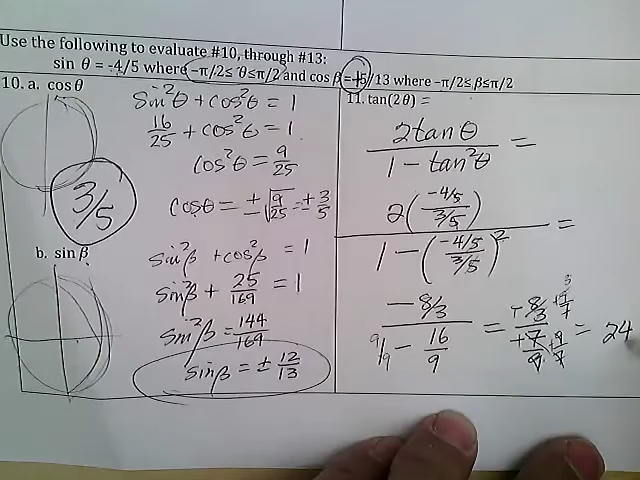 Use the following to evaluate #10, through #13:
sin θ = -4/5 where -π/2≤ θ≤π/2 and cos β = +5/13 where -π/2≤ β≤π/2
10. a. cos θ
sin²θ + cos²θ = 1
16/25 + cos²θ = 1
cos²θ = 9/25
cosθ = ± √9/25 = ± 3/5
3/5
b. sin β
sin²β + cos²β = 1
sin²β + 25/169 = 1
sin²β = 144/169
sinβ = ± 12/13
11. tan(2θ) =
2tanθ / 1 - tan²θ =
2(-4/5 / 3/5) / 1 - (-4/5 / 3/5)² =
-8/3 / 9/9 - 16/9 = = 24